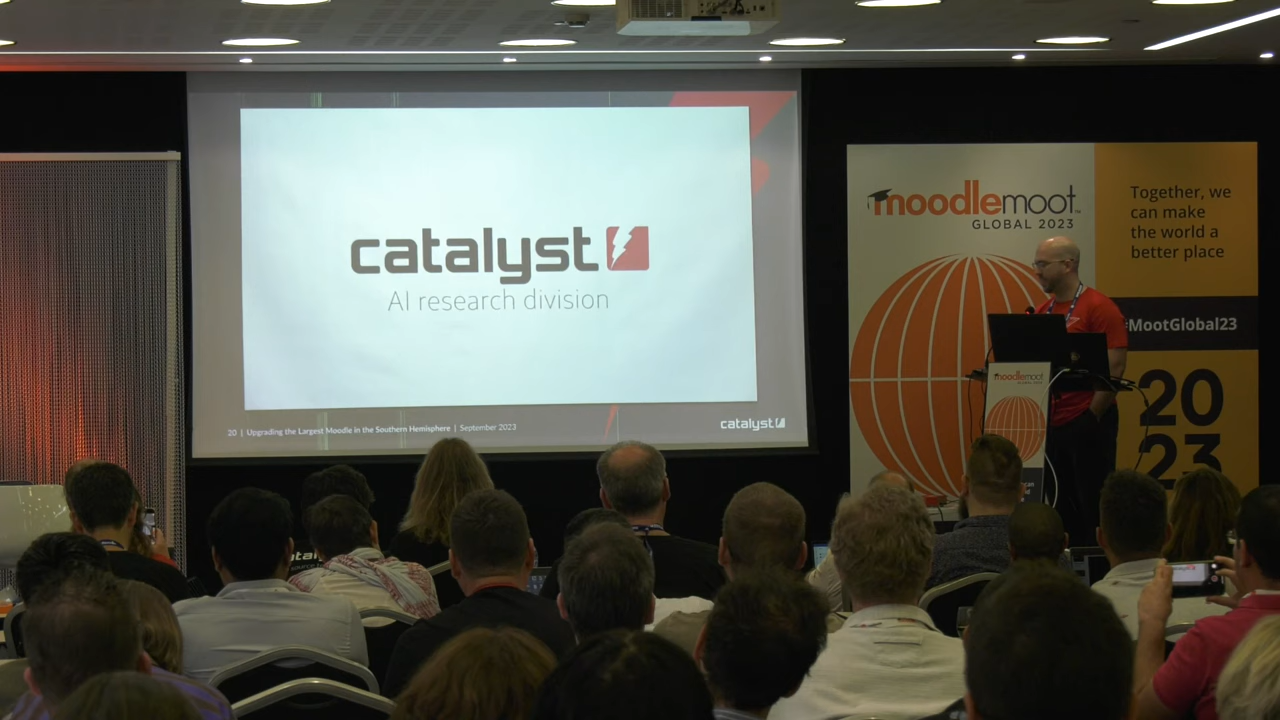 catalyst
AI research division
20 | Upgrading the Largest Moodle in the Southern Hemisphere | September 2023
catalyst
moodlemoot
GLOBAL 2023
Together, we
can make
the world a
better place
#MootGlobal23
20
23
moodlemoot